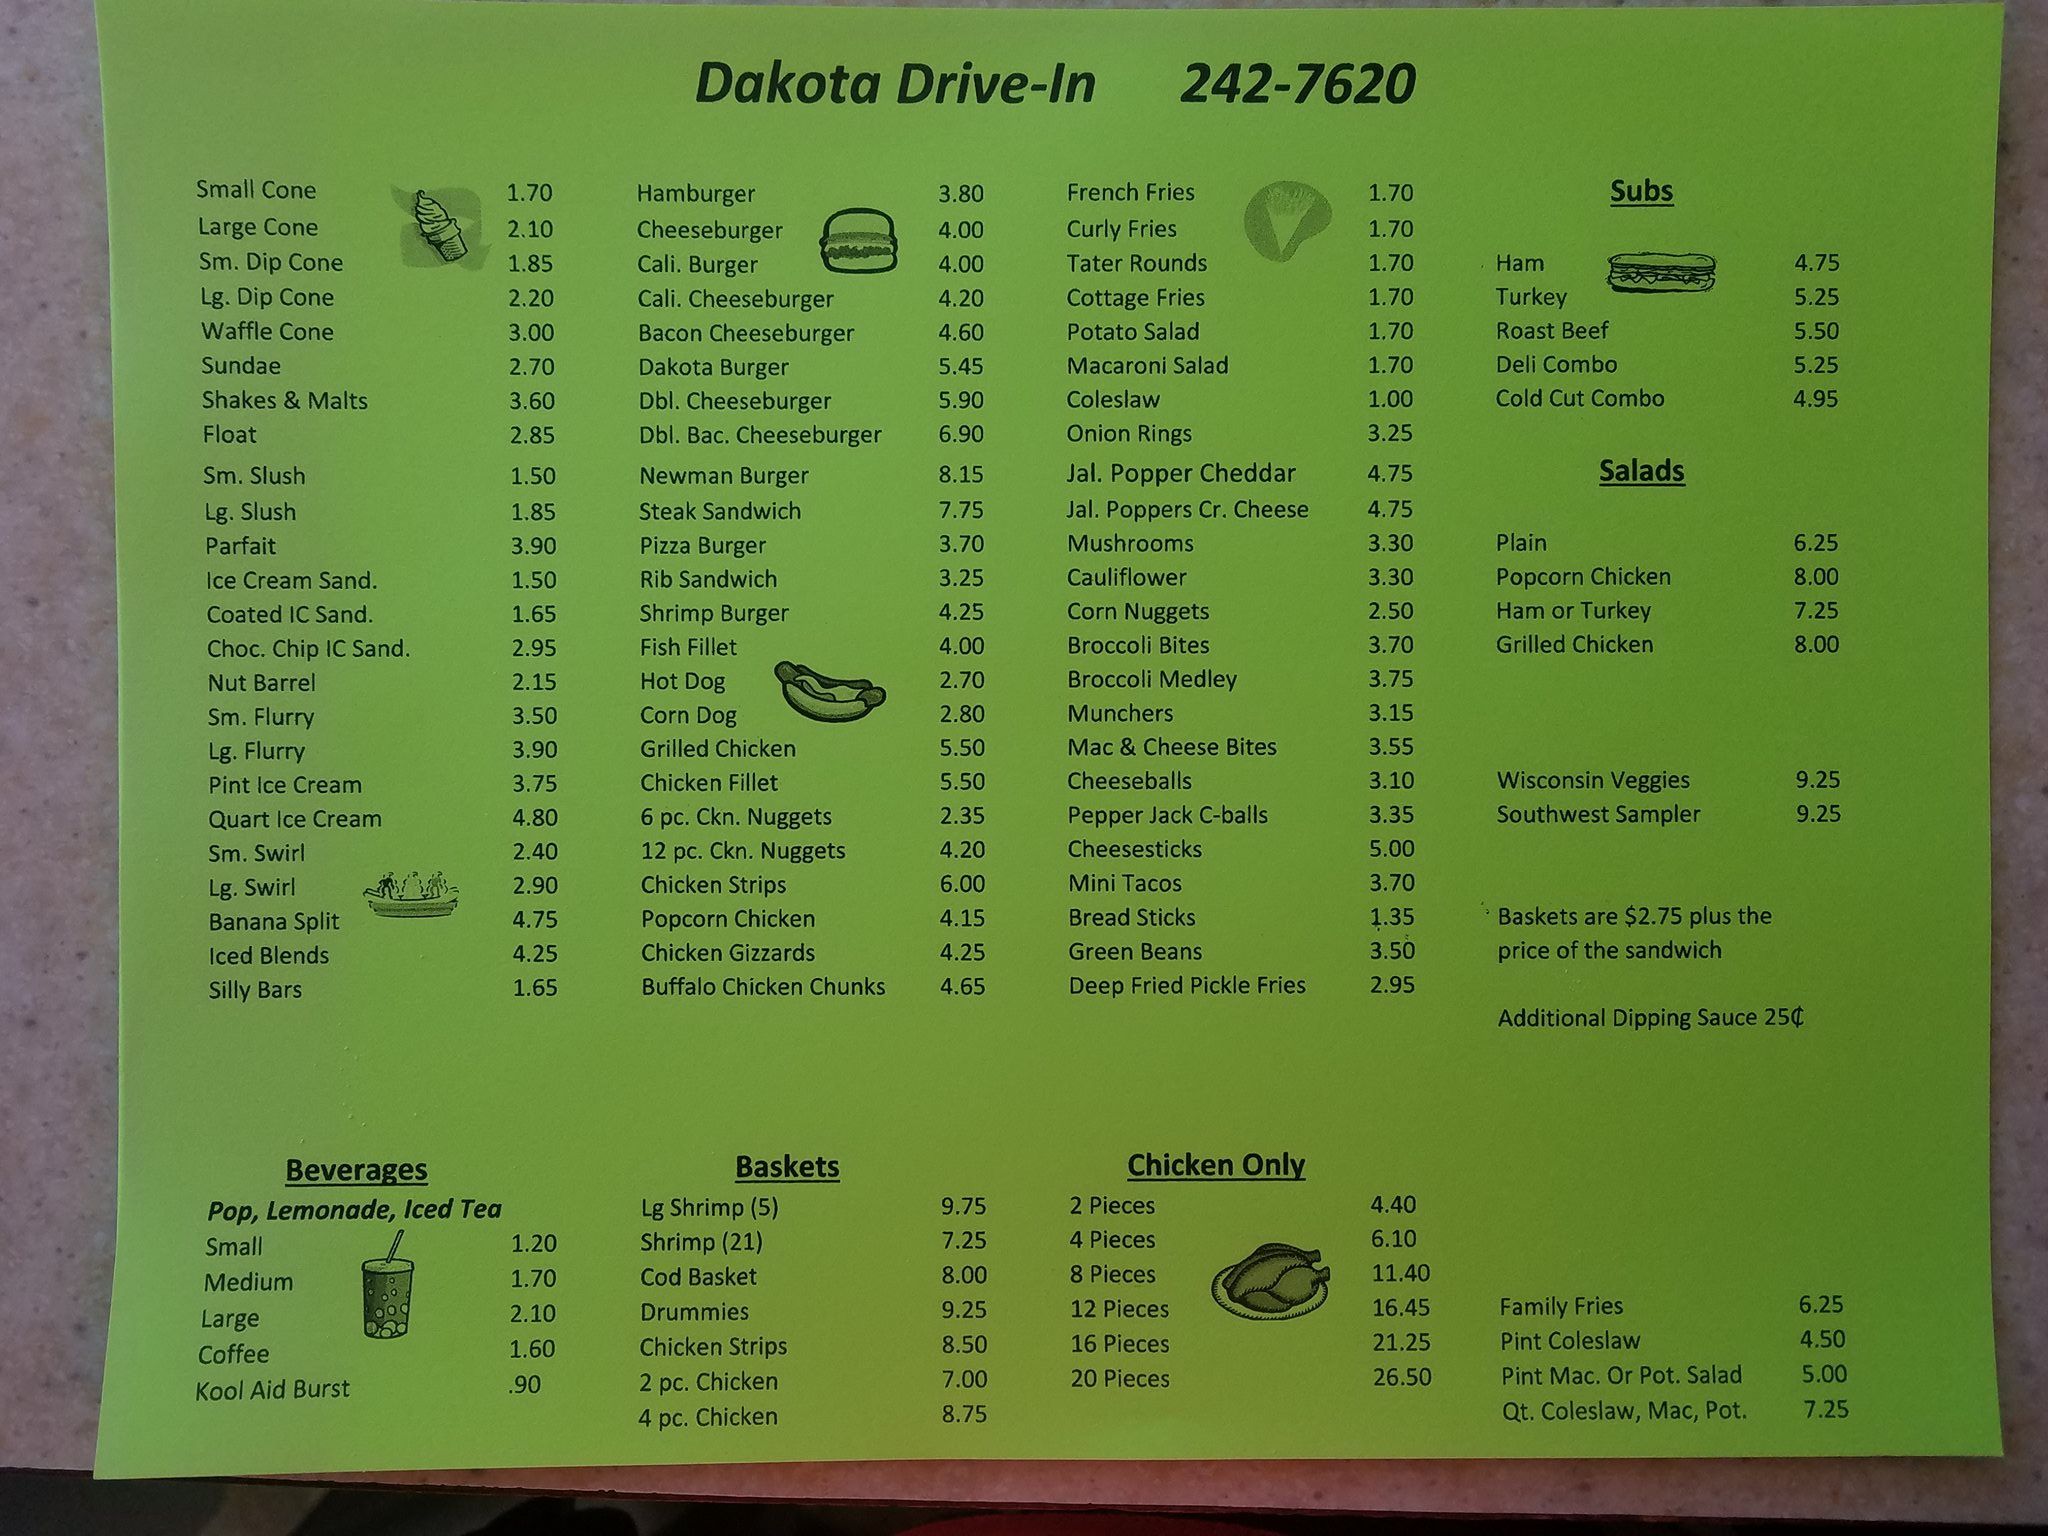 Dakota Drive-In 242-7620
Small Cone 1.70
Large Cone 2.10
Sm. Dip Cone 1.85
Lg. Dip Cone 2.20
Waffle Cone 3.00
Sundae 2.70
Shakes & Malts 3.60
Float 2.85
Sm. Slush 1.50
Lg. Slush 1.85
Parfait 3.90
Ice Cream Sand. 1.50
Coated IC Sand. 1.65
Choc. Chip IC Sand. 2.95
Nut Barrel 2.15
Sm. Flurry 3.50
Lg. Flurry 3.90
Pint Ice Cream 3.75
Quart Ice Cream 4.80
Sm. Swirl 2.40
Lg. Swirl 2.90
Banana Split 4.75
Iced Blends 4.25
Silly Bars 1.65
Hamburger 3.80
Cheeseburger 4.00
Cali. Burger 4.00
Cali. Cheeseburger 4.20
Bacon Cheeseburger 4.60
Dakota Burger 5.45
Dbl. Cheeseburger 5.90
Dbl. Bac. Cheeseburger 6.90
Newman Burger 8.15
Steak Sandwich 7.75
Pizza Burger 3.70
Rib Sandwich 3.25
Shrimp Burger 4.25
Fish Fillet 4.00
Hot Dog 2.70
Corn Dog 2.80
Grilled Chicken 5.50
Chicken Fillet 5.50
6 pc. Ckn. Nuggets 2.35
12 pc. Ckn. Nuggets 4.20
Chicken Strips 6.00
Popcorn Chicken 4.15
Chicken Gizzards 4.25
Buffalo Chicken Chunks 4.65
French Fries 1.70
Curly Fries 1.70
Tater Rounds 1.70
Cottage Fries 1.70
Potato Salad 1.70
Macaroni Salad 1.70
Coleslaw 1.00
Onion Rings 3.25
Jal. Popper Cheddar 4.75
Jal. Poppers Cr. Cheese 4.75
Mushrooms 3.30
Cauliflower 3.30
Corn Nuggets 2.50
Broccoli Bites 3.70
Broccoli Medley 3.75
Munchers 3.15
Mac & Cheese Bites 3.55
Cheeseballs 3.10
Pepper Jack C-balls 3.35
Cheesesticks 5.00
Mini Tacos 3.70
Bread Sticks 1.35
Green Beans 3.50
Deep Fried Pickle Fries 2.95
Subs
Ham 4.75
Turkey 5.25
Roast Beef 5.50
Deli Combo 5.25
Cold Cut Combo 4.95
Salads
Plain 6.25
Popcorn Chicken 8.00
Ham or Turkey 7.25
Grilled Chicken 8.00
Wisconsin Veggies 9.25
Southwest Sampler 9.25
Baskets are $2.75 plus the
price of the sandwich
Additional Dipping Sauce 25₵
Beverages
Pop, Lemonade, Iced Tea
Small 1.20
Medium 1.70
Large 2.10
Coffee 1.60
Kool Aid Burst .90
Baskets
Lg Shrimp (5) 9.75
Shrimp (21) 7.25
Cod Basket 8.00
Drummies 9.25
Chicken Strips 8.50
2 pc. Chicken 7.00
4 pc. Chicken 8.75
Chicken Only
2 Pieces 4.40
4 Pieces 6.10
8 Pieces 11.40
12 Pieces 16.45
16 Pieces 21.25
20 Pieces 26.50
Family Fries 6.25
Pint Coleslaw 4.50
Pint Mac. Or Pot. Salad 5.00
Qt. Coleslaw, Mac, Pot. 7.25